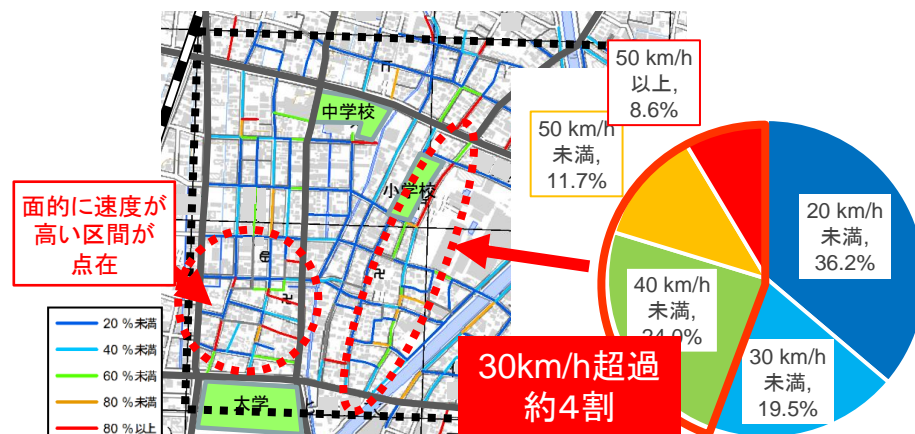 中学校
小学校
大学
面的に速度が
高い区間が
点在
20 %未満
40 %未満
60 %未満
80 %未満
80 %以上
50 km/h
以上,
8.6%
50 km/h
未満,
11.7%
20 km/h
未満,
36.2%
40 km/h
未満,
30 km/h
未満,
19.5%
30km/h超過
約4割